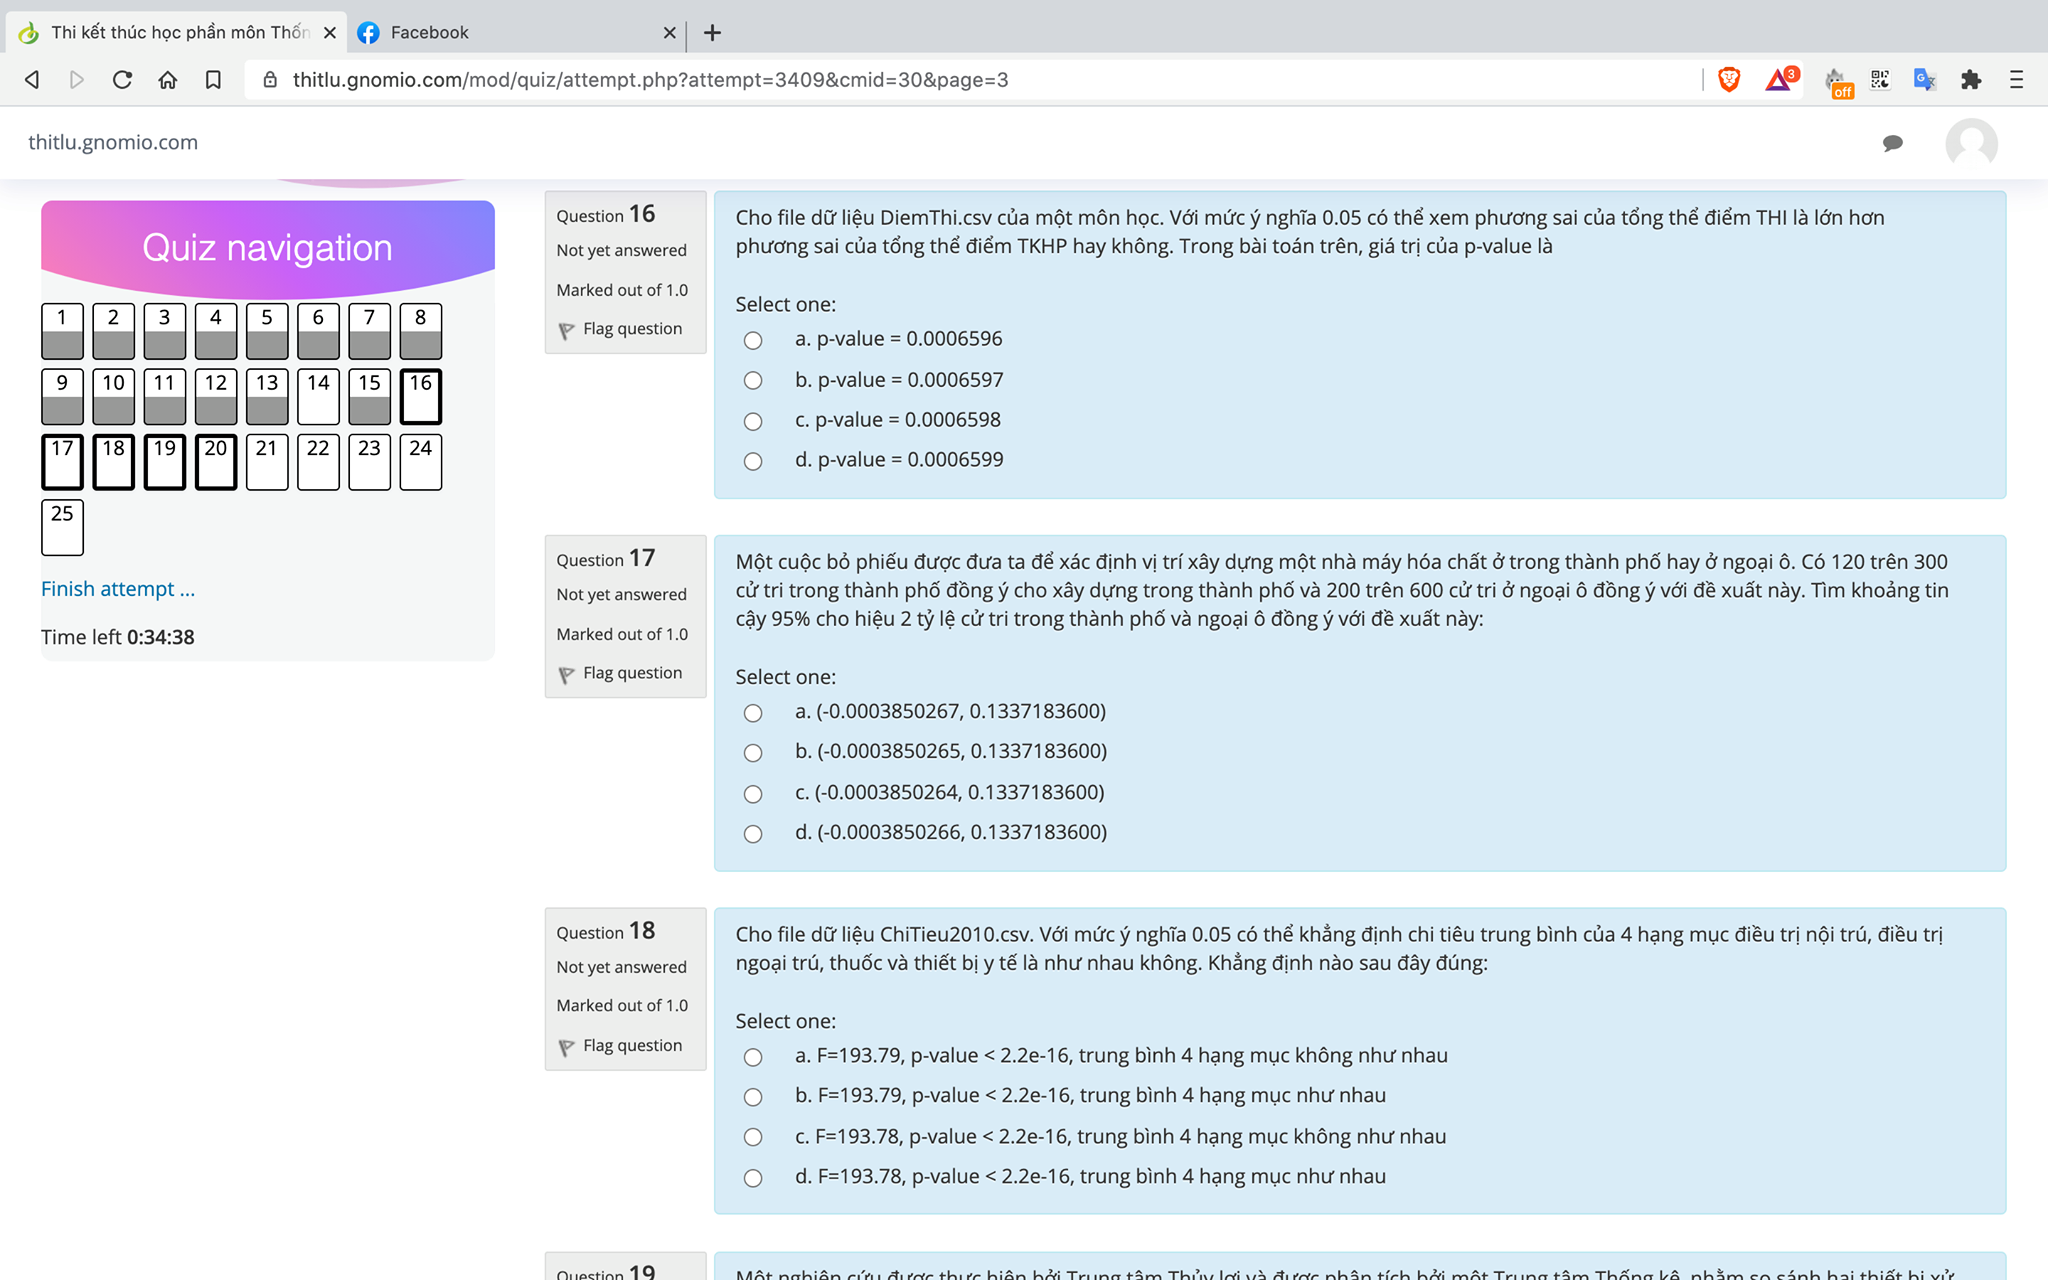 Thi kết thúc học phần môn Thốn
Facebook
thitlu.gnomio.com/mod/quiz/attempt.php?attempt=3409&cmid=30&page=3
3
off
thitlu.gnomio.com
Quiz navigation
1 2 3 4 5 6 7 8
9 10 11 12 13 14 15 16
17 18 19 20 21 22 23 24
25
Finish attempt ...
Time left 0:34:38
Question 16
Not yet answered
Marked out of 1.0
Flag question
Cho file dữ liệu DiemThi.csv của một môn học. Với mức ý nghĩa 0.05 có thể xem phương sai của tổng thể điểm THI là lớn hơn
phương sai của tổng thể điểm TKHP hay không. Trong bài toán trên, giá trị của p-value là
Select one:
a. p-value = 0.0006596
b. p-value = 0.0006597
c. p-value = 0.0006598
d. p-value = 0.0006599
Question 17
Not yet answered
Marked out of 1.0
Flag question
Một cuộc bỏ phiếu được đưa ta để xác định vị trí xây dựng một nhà máy hóa chất ở trong thành phố hay ở ngoại ô. Có 120 trên 300
cử tri trong thành phố đồng ý cho xây dựng trong thành phố và 200 trên 600 cử tri ở ngoại ô đồng ý với đề xuất này. Tìm khoảng tin
cậy 95% cho hiệu 2 tỷ lệ cử tri trong thành phố và ngoại ô đồng ý với đề xuất này:
Select one:
a. (-0.0003850267, 0.1337183600)
b. (-0.0003850265, 0.1337183600)
c. (-0.0003850264, 0.1337183600)
d. (-0.0003850266, 0.1337183600)
Question 18
Not yet answered
Marked out of 1.0
Flag question
Cho file dữ liệu ChiTieu2010.csv. Với mức ý nghĩa 0.05 có thể khẳng định chi tiêu trung bình của 4 hạng mục điều trị nội trú, điều trị
ngoại trú, thuốc và thiết bị y tế là như nhau không. Khẳng định nào sau đây đúng:
Select one:
a. F=193.79, p-value < 2.2e-16, trung bình 4 hạng mục không như nhau
b. F=193.79, p-value < 2.2e-16, trung bình 4 hạng mục như nhau
c. F=193.78, p-value < 2.2e-16, trung bình 4 hạng mục không như nhau
d. F=193.78, p-value < 2.2e-16, trung bình 4 hạng mục như nhau
Question 19
Một nghiên cứu được thực hiện bởi Trung tâm Thủy lợi và được phân tích bởi một Trung tâm Thống kê, nhằm so sánh hai thiết bị xử